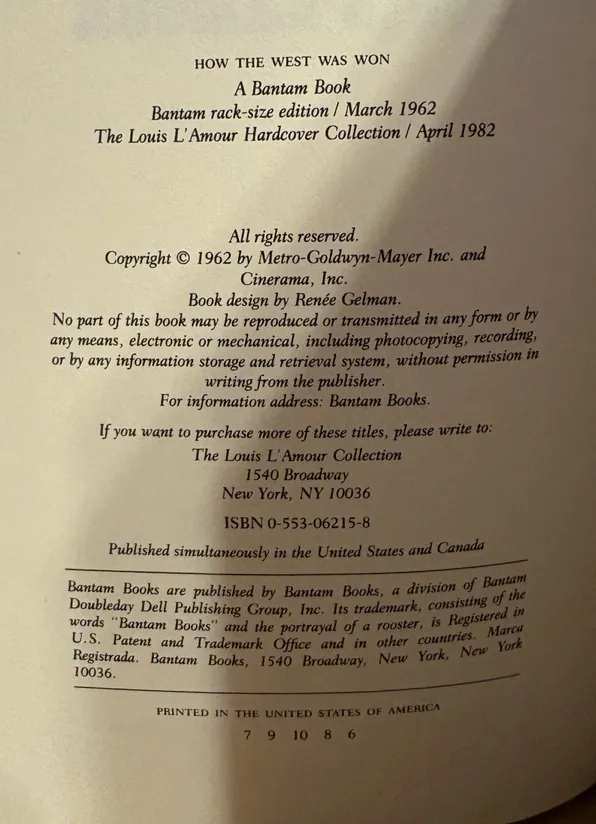 HOW THE WEST WAS WON
A Bantam Book
Bantam rack-size edition / March 1962
The Louis L'Amour Hardcover Collection / April 1982
All rights reserved.
Copyright © 1962 by Metro-Goldwyn-Mayer Inc. and
Cinerama, Inc.
Book design by Renée Gelman.
No part of this book may be reproduced or transmitted in any form or by
any means, electronic or mechanical, including photocopying, recording,
or by any information storage and retrieval system, without permission in
writing from the publisher.
For information address: Bantam Books.
If you want to purchase more of these titles, please write to:
The Louis L'Amour Collection
1540 Broadway
New York, NY 10036
ISBN 0-553-06215-8
Published simultaneously in the United States and Canada
Bantam Books are published by Bantam Books, a division of Bantam
Doubleday Dell Publishing Group, Inc. Its trademark, consisting of the
words "Bantam Books" and the portrayal of a rooster, is Registered in
U.S. Patent and Trademark Office and in other countries. Marca
Registrada. Bantam Books, 1540 Broadway, New York, New York
10036.
PRINTED IN THE UNITED STATES OF AMERICA
7 9 10 8 6